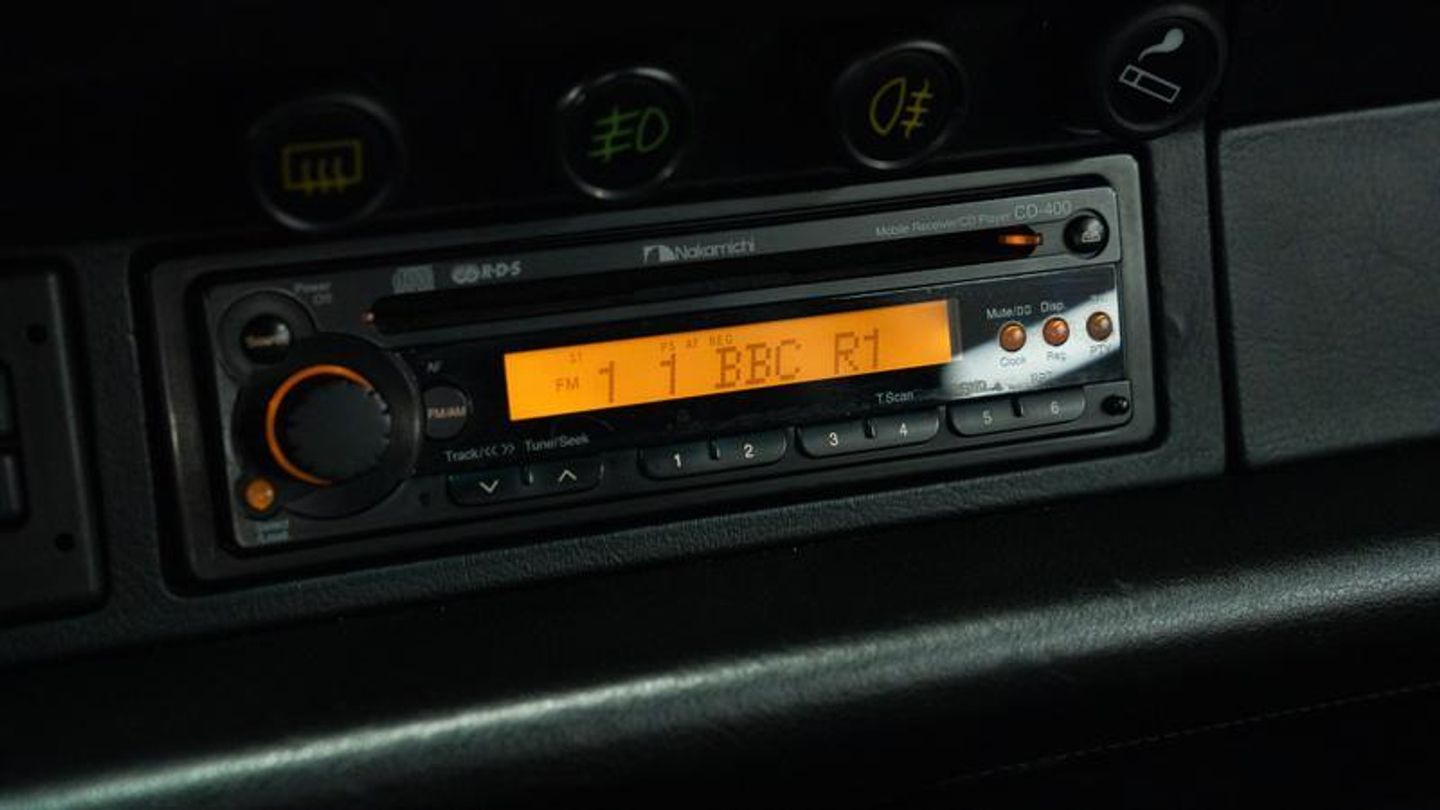 Mobile Receiver/CD Player CD-400
Nakamichi
R·D·S
Power
Off
Mute/DD Disp.
Clock Reg PTY
ST PS AF REG
FM 1 1 BBC R1
AF
FM/AM
T.Scan
Track/<< >> Tune/Seek
1 2 3 4 5 6